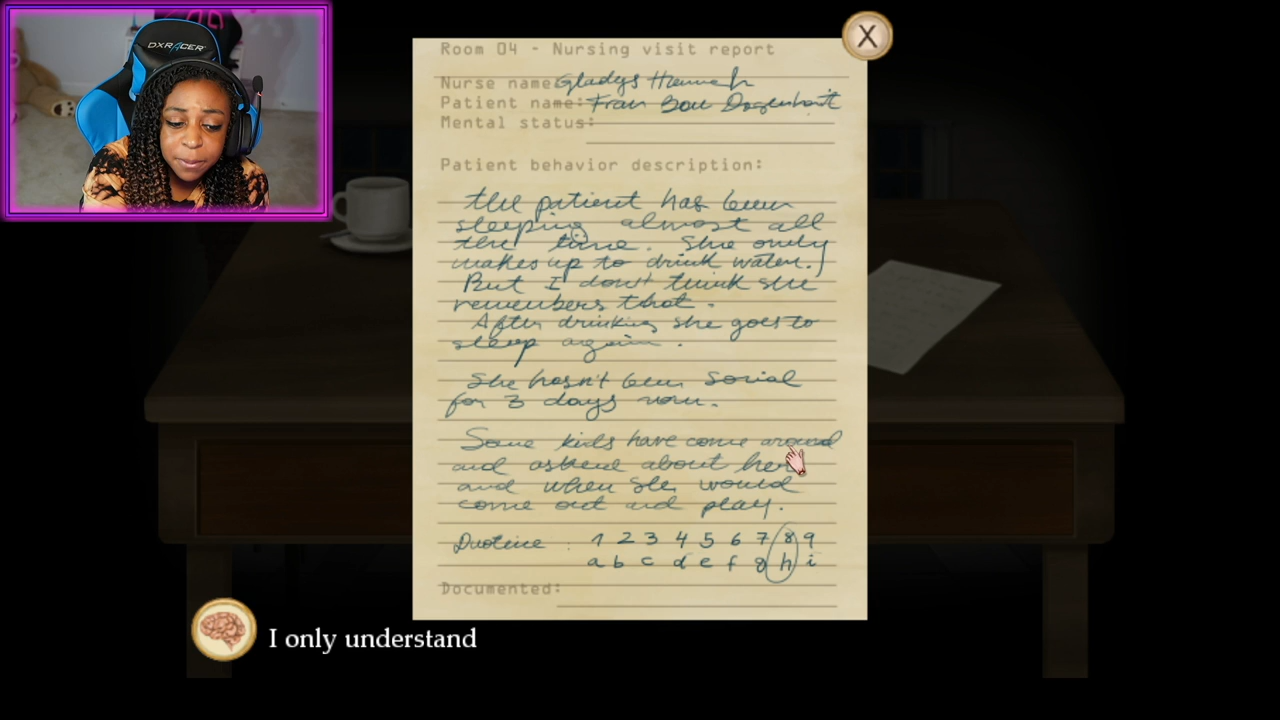 DXRACER
Room 04 - Nursing visit report
Nurse name: Gladys Hannah
Patient name: Fran Bow Dagenhart
Mental status:
Patient behavior description:
the patient has been
sleeping almost all
the time. She only
wakes up to drink water.
But I don't think she
remembers that.
After drinking she goes to
sleep again.
She hasn't been social
for 3 days now.
Some kids have come around
and asked about her
and when she would
come out and play.
Duotine : 1 2 3 4 5 6 7 8 9
a b c d e f g h i
Documented:
I only understand
X